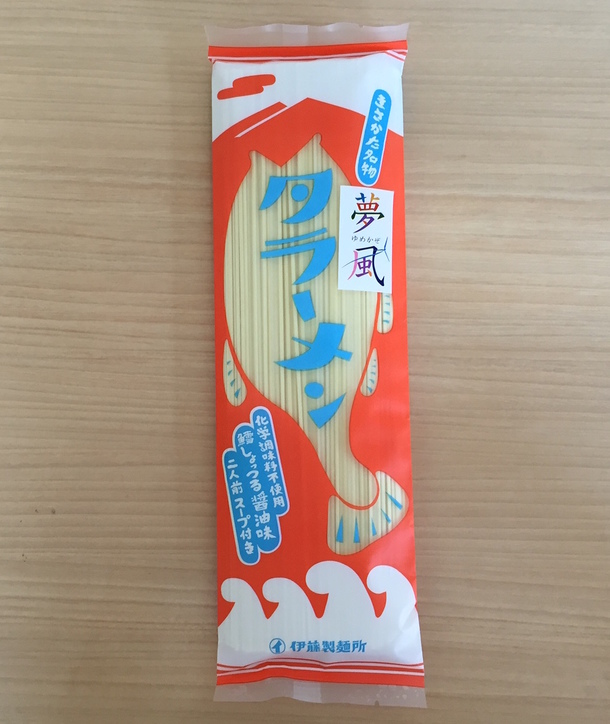 きさかた名物
タラーメン
夢風
ゆめかぜ
化学調味料不使用
鱈しょっつる醤油味
二人前スープ付き
イ 伊藤製麺所